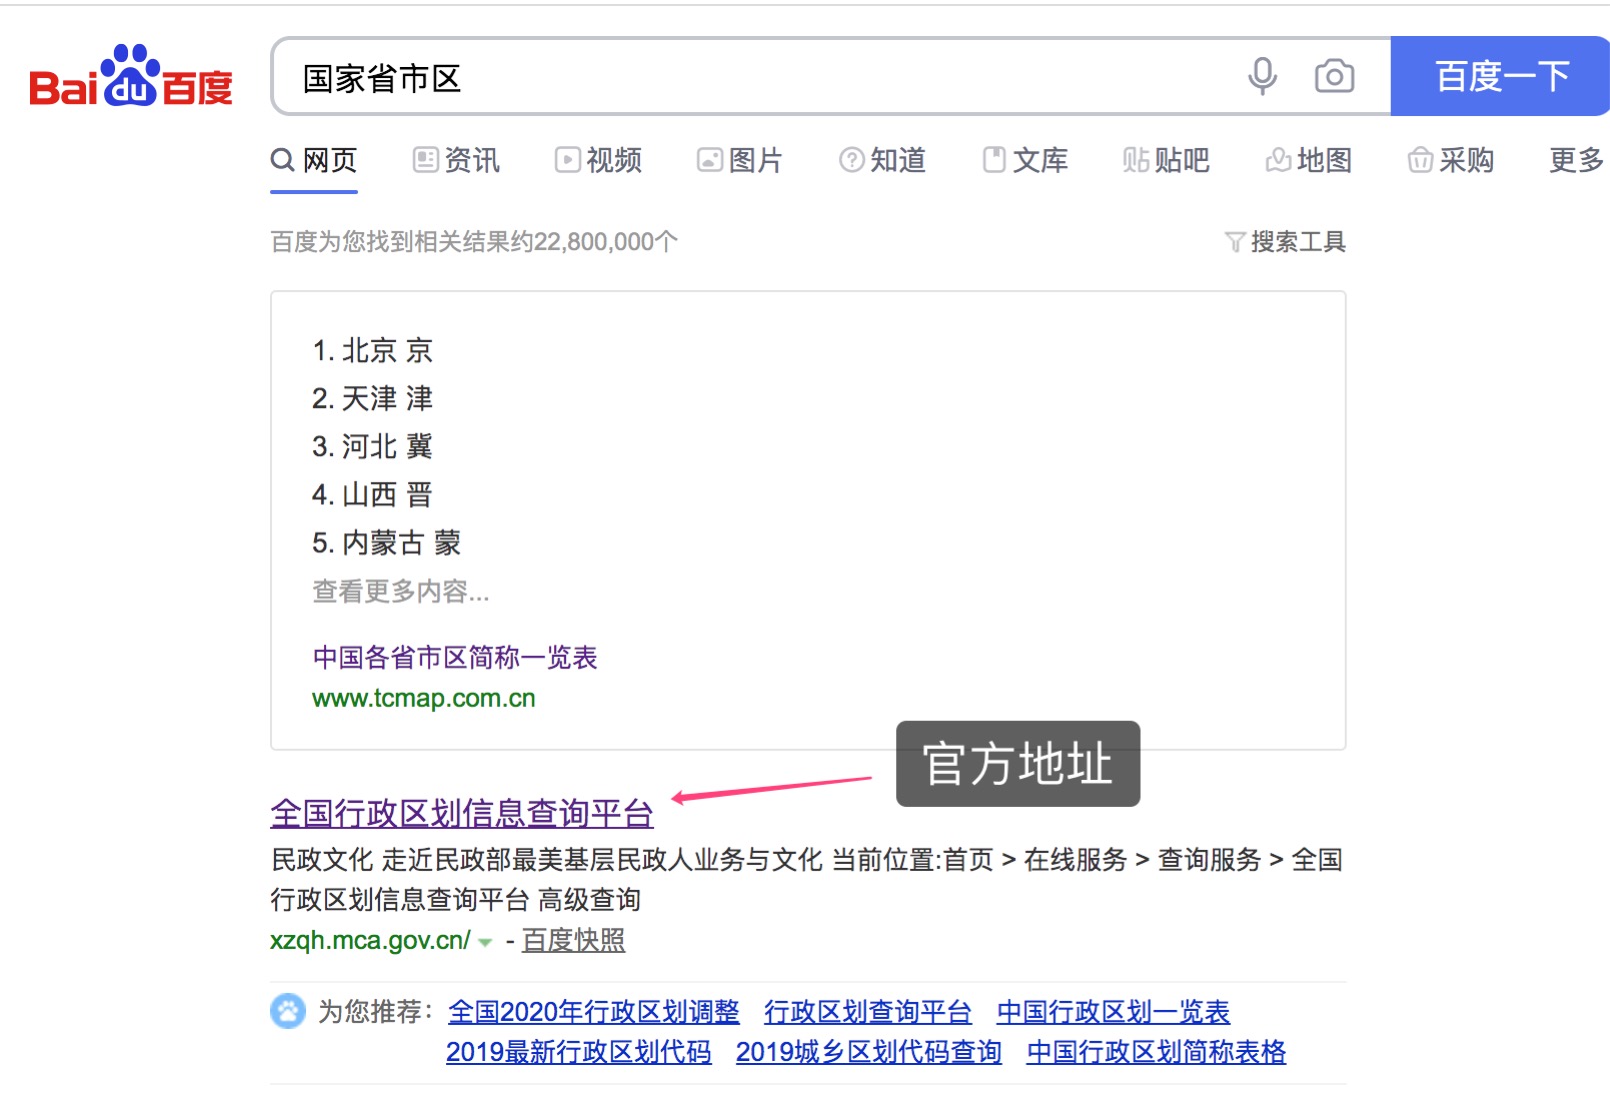 Bai du 百度
国家省市区
百度一下
网页 资讯 视频 图片 知道 文库 贴吧 地图 采购 更多
百度为您找到相关结果约22,800,000个
搜索工具
1. 北京 京
2. 天津 津
3. 河北 冀
4. 山西 晋
5. 内蒙古 蒙
查看更多内容...
中国各省市区简称一览表
www.tcmap.com.cn
官方地址
全国行政区划信息查询平台
民政文化 走近民政部最美基层民政人业务与文化 当前位置:首页 > 在线服务 > 查询服务 > 全国
行政区划信息查询平台 高级查询
xzqh.mca.gov.cn/ - 百度快照
为您推荐: 全国2020年行政区划调整 行政区划查询平台 中国行政区划一览表
2019最新行政区划代码 2019城乡区划代码查询 中国行政区划简称表格